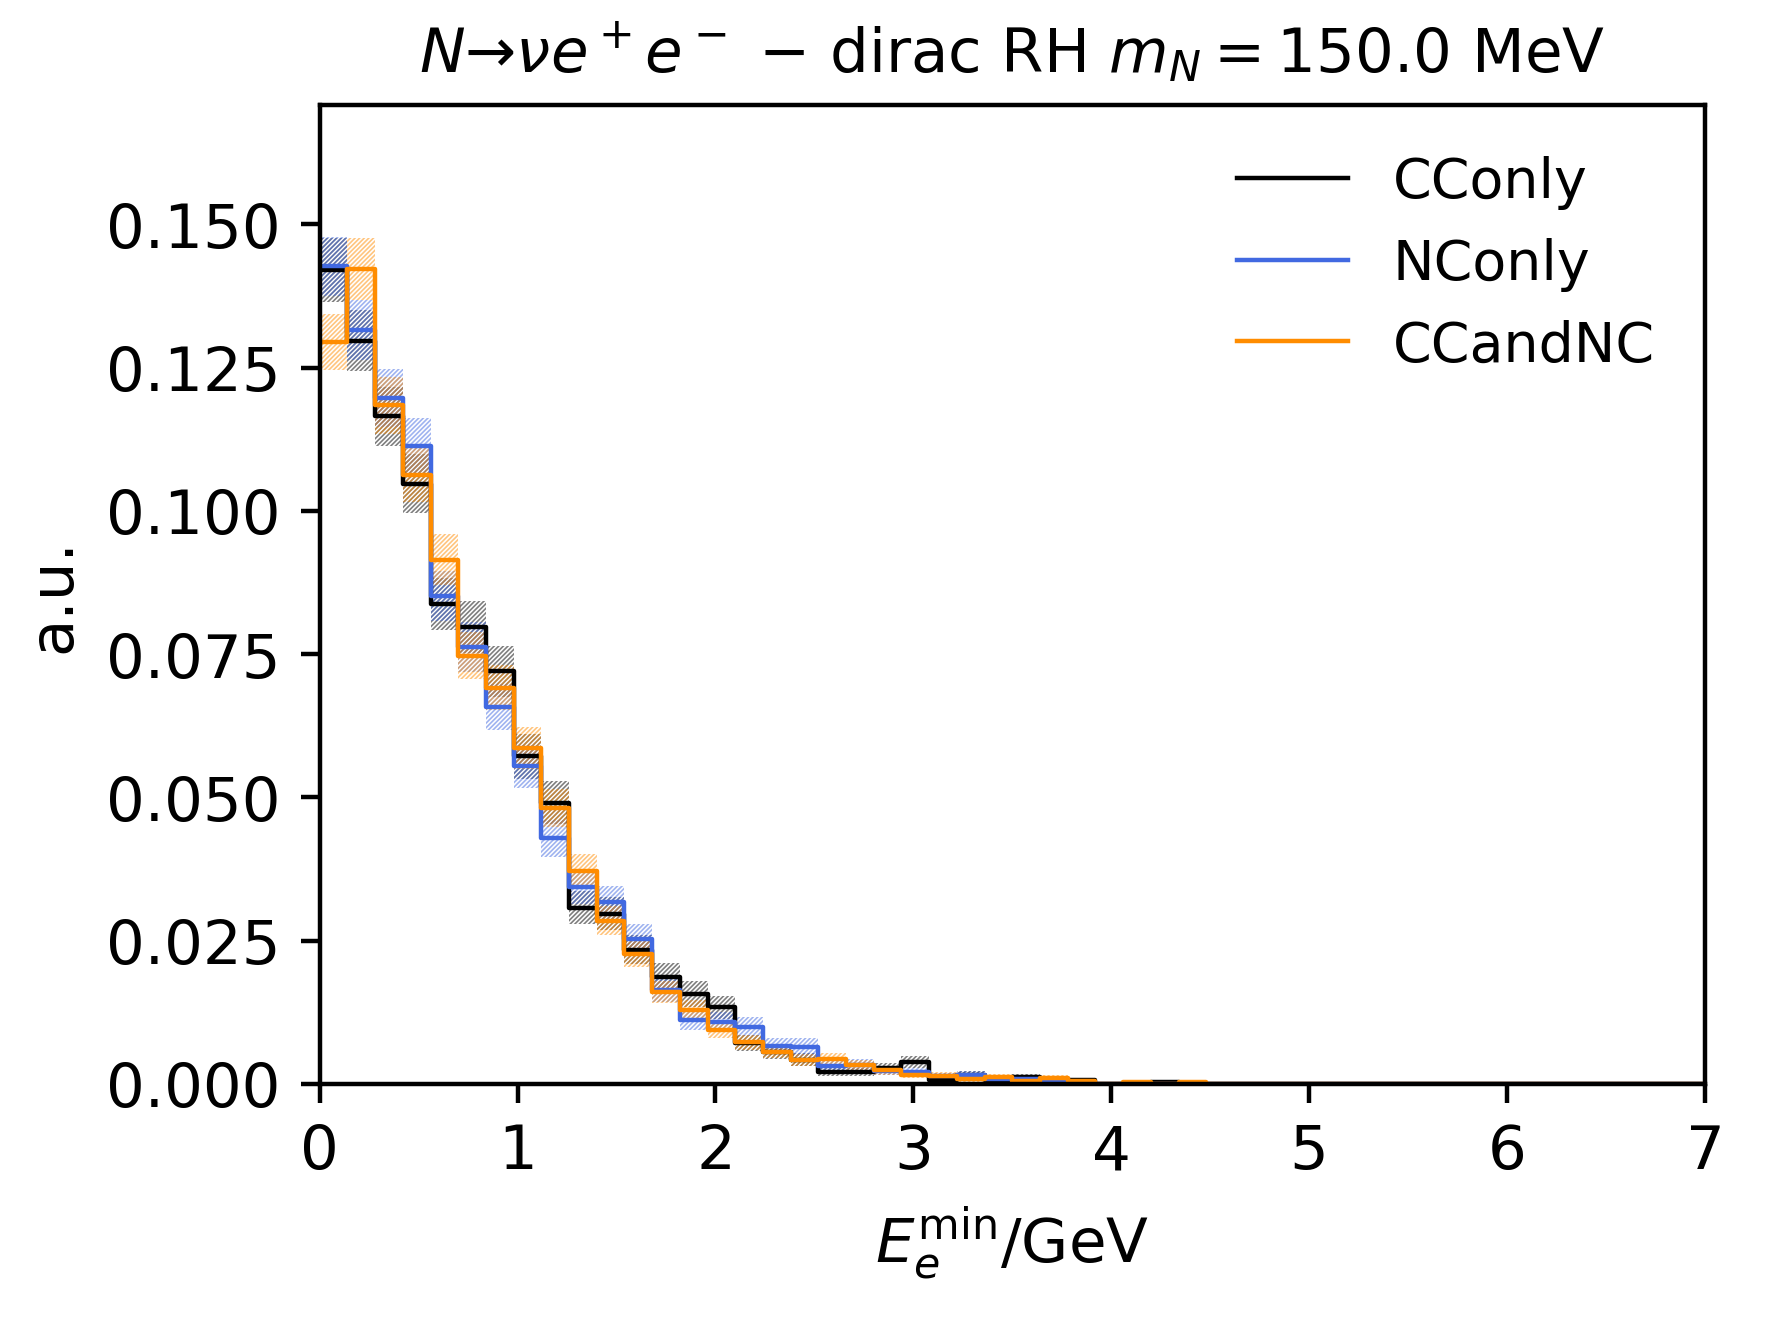 N→νe⁺e⁻ − dirac RH m_N = 150.0 MeV
CConly
NConly
CCandNC
0.150
0.125
0.100
0.075
0.050
0.025
0.000
a.u.
0 1 2 3 4 5 6 7
E_e^min/GeV